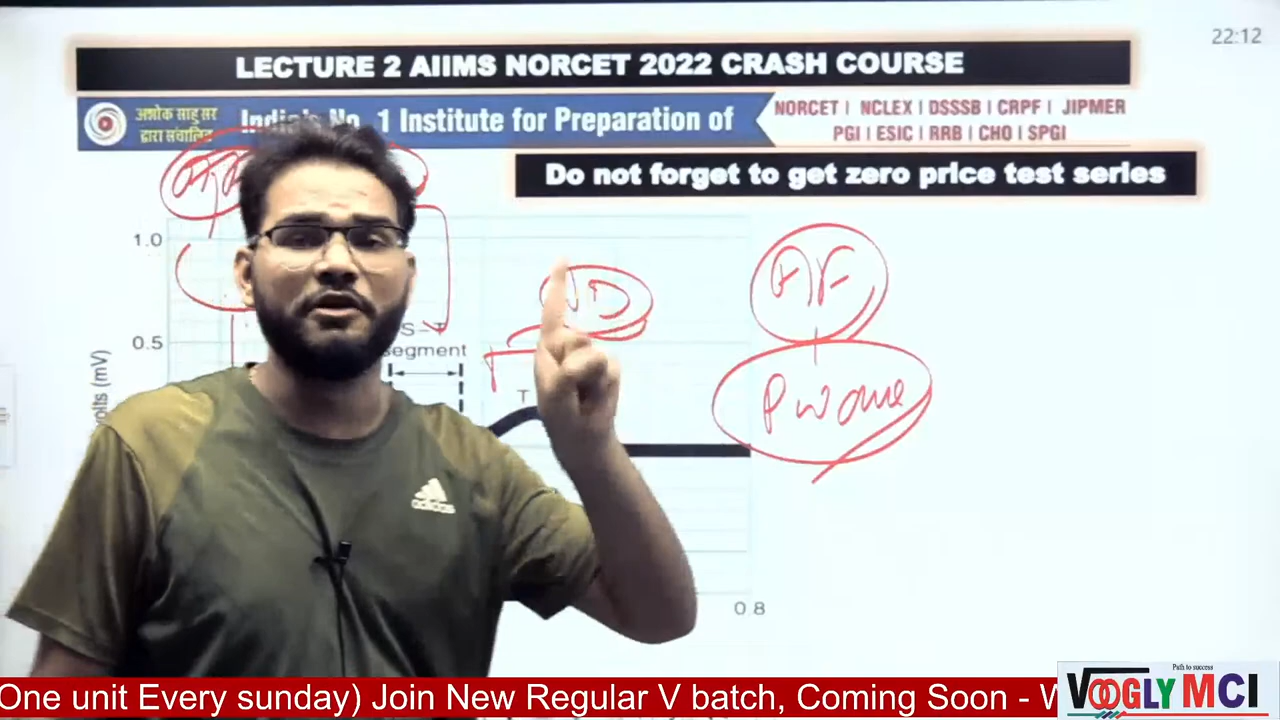 22:12
LECTURE 2 AIIMS NORCET 2022 CRASH COURSE
अशोक साहू सर
द्वारा संचालित
India's No. 1 Institute for Preparation of
NORCET | NCLEX | DSSSB | CRPF | JIPMER
PGI | ESIC | RRB | CHO | SPGI
Do not forget to get zero price test series
1.0
AF
S-T
segment
0.5
P wave
T
adidas
0 8
One unit Every sunday) Join New Regular V batch, Coming Soon -
Path to success
VOOGLY MCI